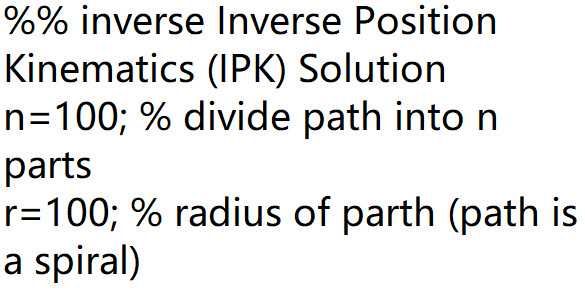 %% inverse Inverse Position
Kinematics (IPK) Solution
n=100; % divide path into n
parts
r=100; % radius of parth (path is
a spiral)